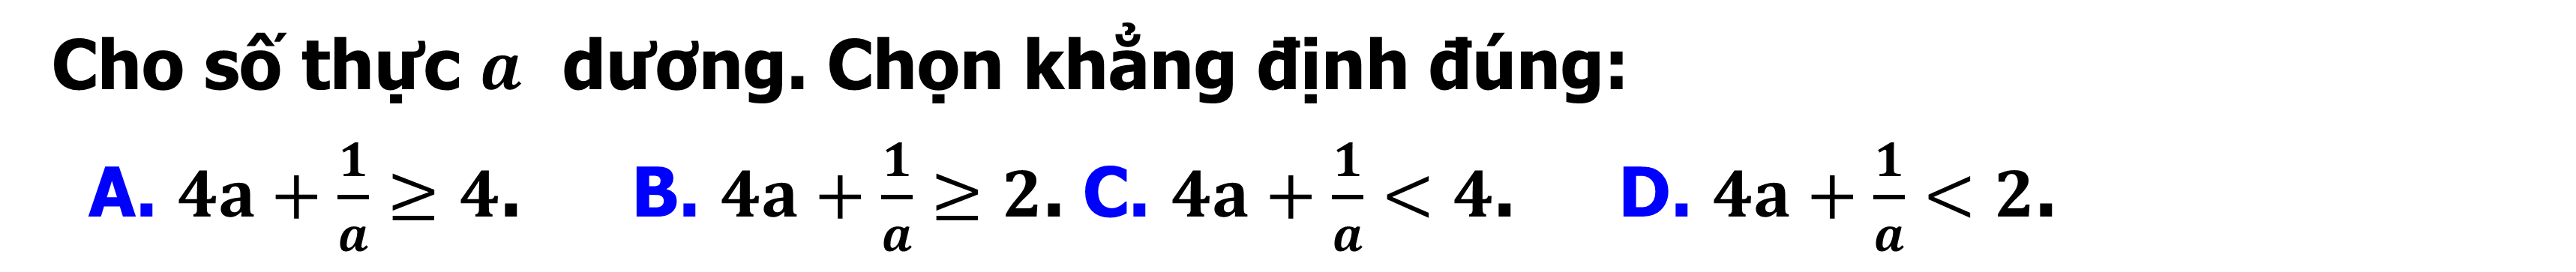 Cho số thực a dương. Chọn khẳng định đúng:
A. 4a + 1/a ≥ 4. B. 4a + 1/a ≥ 2. C. 4a + 1/a < 4. D. 4a + 1/a < 2.